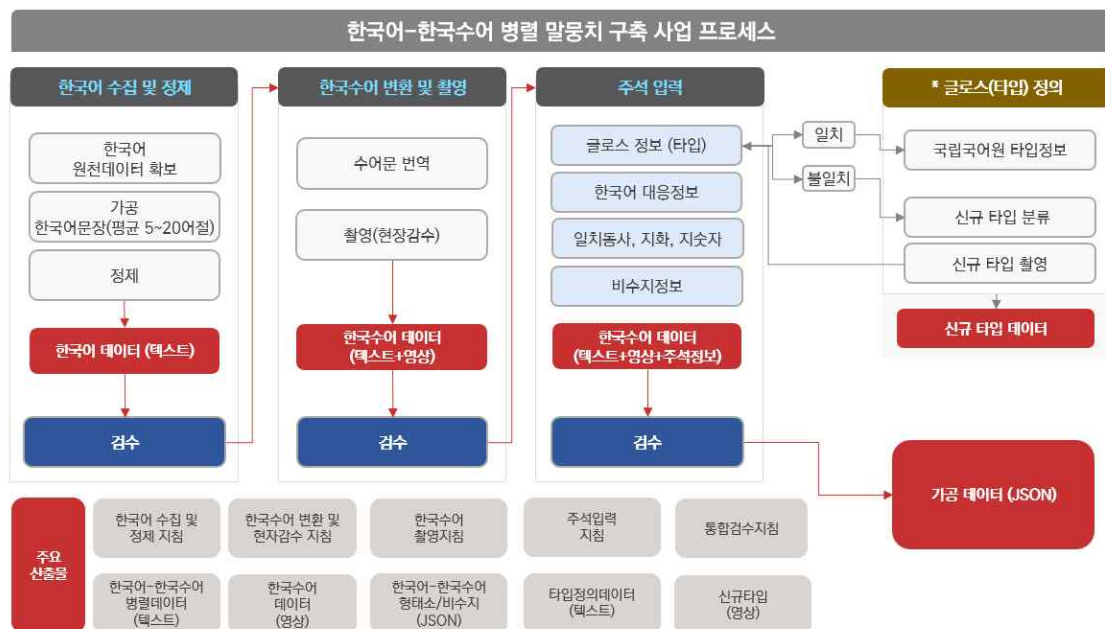 한국어-한국수어 병렬 말뭉치 구축 사업 프로세스
한국어 수집 및 정제
한국어
원천데이터 확보
가공
한국어문장(평균 5~20어절)
정제
한국어 데이터 (텍스트)
검수
한국수어 변환 및 촬영
수어문 번역
촬영(현장감수)
한국수어 데이터
(텍스트+영상)
검수
주석 입력
글로스 정보 (타입)
한국어 대응정보
일치동사, 지화, 지숫자
비수지정보
한국수어 데이터
(텍스트+영상+주석정보)
검수
일치
불일치
* 글로스(타입) 정의
국립국어원 타입정보
신규 타입 분류
신규 타입 촬영
신규 타입 데이터
가공 데이터 (JSON)
주요
산출물
한국어 수집 및
정제 지침
한국수어 변환 및
현자감수 지침
한국수어
촬영지침
주석입력
지침
통합검수지침
한국어-한국수어
병렬데이터
(텍스트)
한국수어
데이터
(영상)
한국어-한국수어
형태소/비수지
(JSON)
타입정의데이터
(텍스트)
신규타입
(영상)